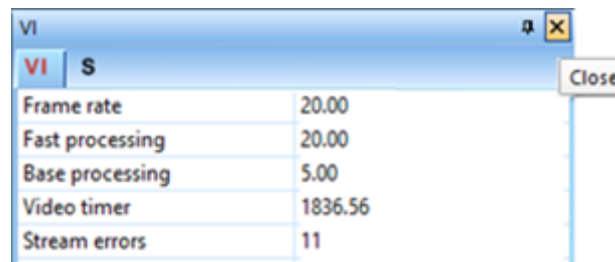 VI
VI S
Close
Frame rate 20.00
Fast processing 20.00
Base processing 5.00
Video timer 1836.56
Stream errors 11